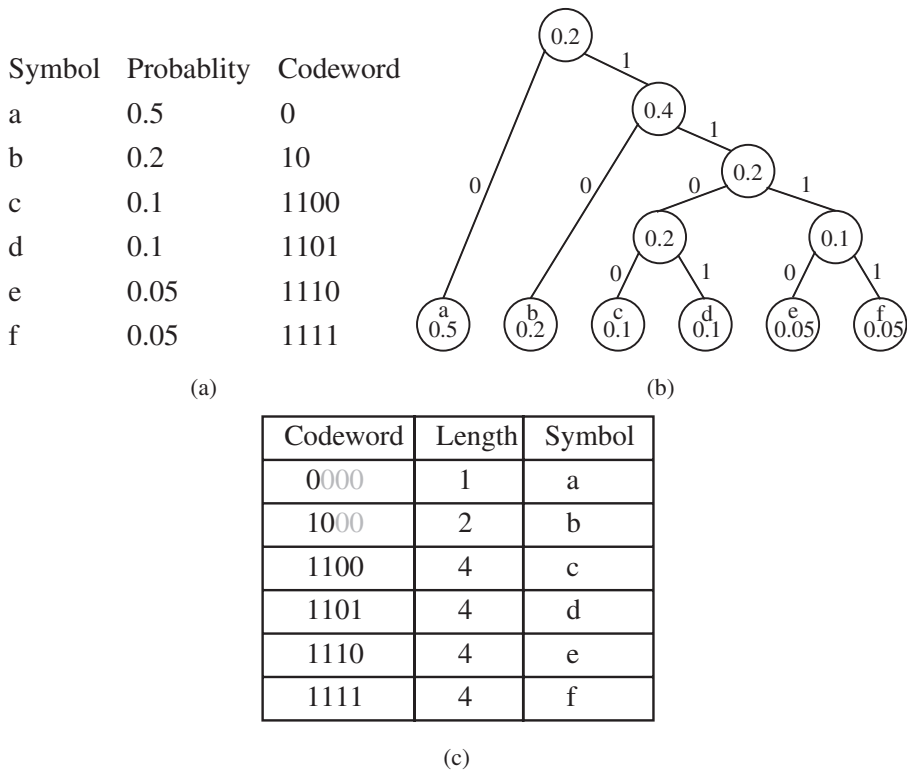 Symbol Probablity Codeword
a 0.5 0
b 0.2 10
c 0.1 1100
d 0.1 1101
e 0.05 1110
f 0.05 1111
(a)
0.2
1
0.4
1
0.2
0 0 0 1
0.2 0.1
0 1 0 1
a b c d e f
0.5 0.2 0.1 0.1 0.05 0.05
(b)
Codeword Length Symbol
0000 1 a
1000 2 b
1100 4 c
1101 4 d
1110 4 e
1111 4 f
(c)